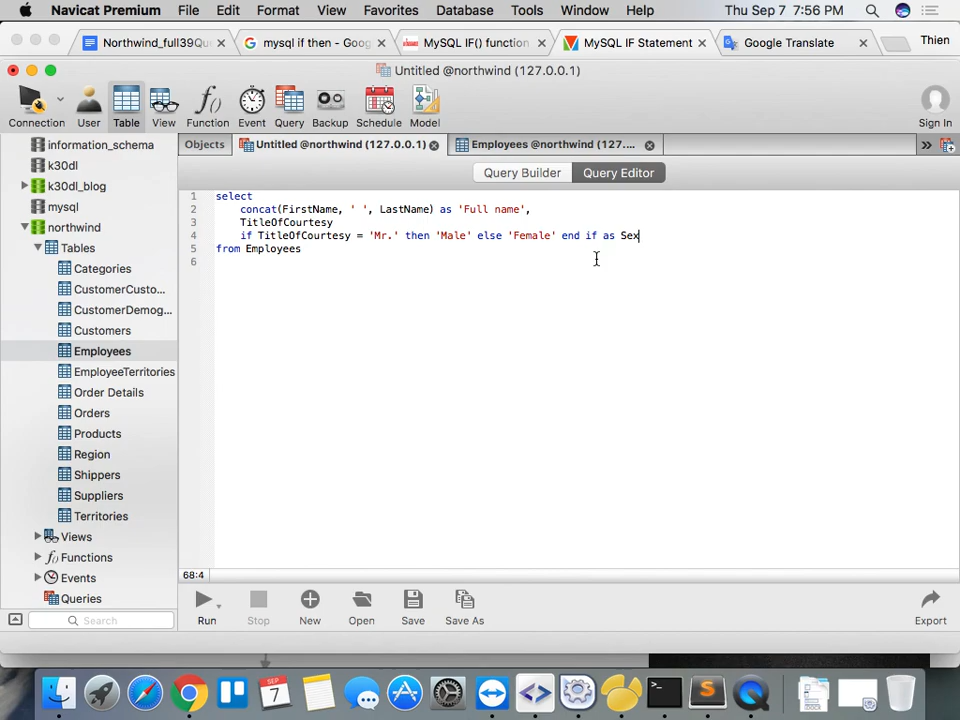 Navicat Premium File Edit Format View Favorites Database Tools Window Help Thu Sep 7 7:56 PM
Northwind_full39Qu
mysql if then - Goog
MySQL IF() function
MySQL IF Statement
Google Translate
Thien
Untitled @northwind (127.0.0.1)
Connection
User
Table
View
Function
Event
Query
Backup
Schedule
Model
Sign In
Objects
Untitled @northwind (127.0.0.1)
Employees @northwind (127....
Query Builder
Query Editor
information_schema
k30dl
k30dl_blog
mysql
northwind
Tables
Categories
CustomerCusto...
CustomerDemog...
Customers
Employees
EmployeeTerritories
Order Details
Orders
Products
Region
Shippers
Suppliers
Territories
Views
Functions
Events
Queries
Search
1 select
2 concat(FirstName, ' ', LastName) as 'Full name',
3 TitleOfCourtesy
4 if TitleOfCourtesy = 'Mr.' then 'Male' else 'Female' end if as Sex
5 from Employees
6
68:4
Run
Stop
New
Open
Save
Save As
Export
SEP
7